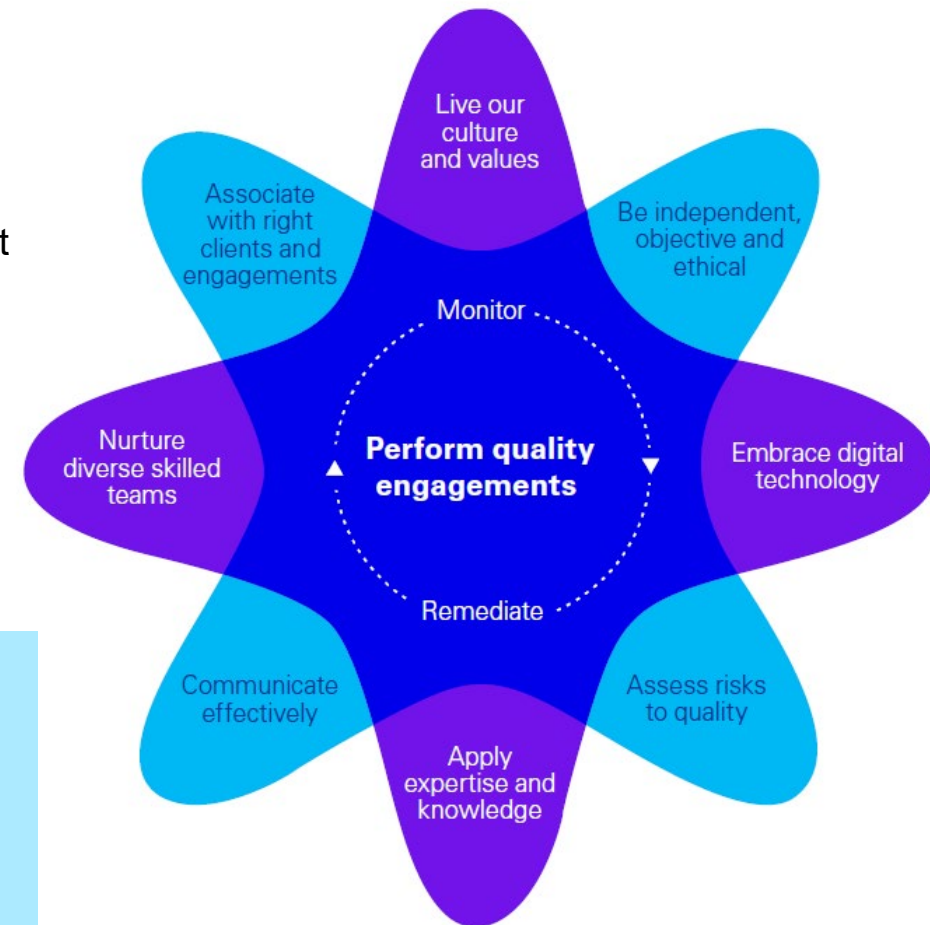 Live our
culture
and values
Associate
with right
clients and
engagements
Be independent,
objective and
ethical
t
Monitor
Nurture
diverse skilled
teams
Perform quality
engagements
Embrace digital
technology
Remediate
Communicate
effectively
Assess risks
to quality
Apply
expertise and
knowledge